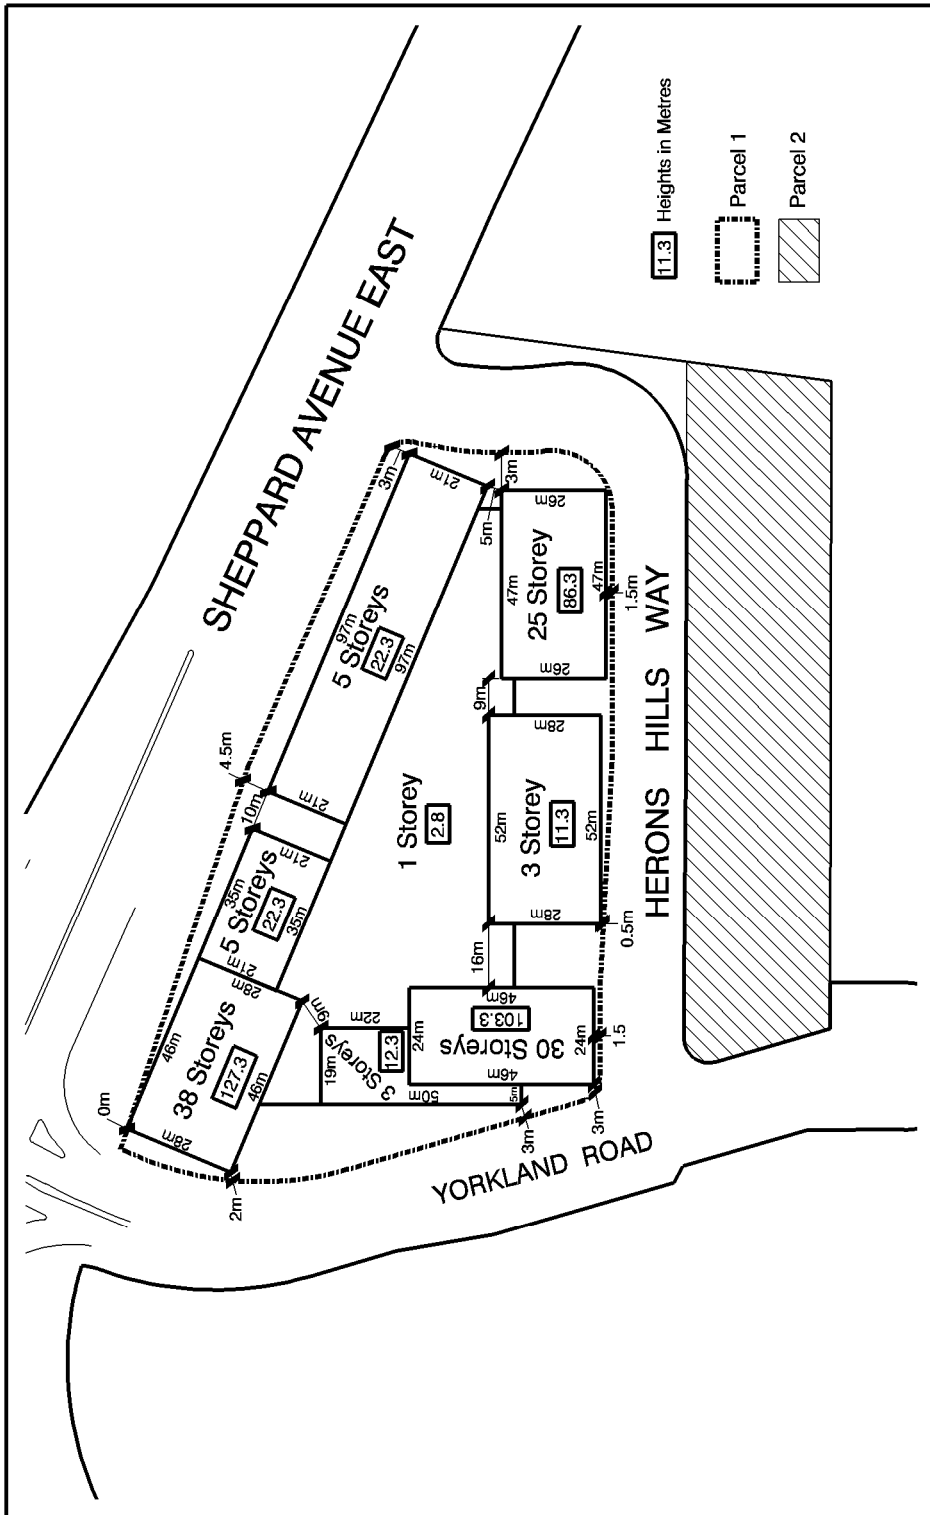 SHEPPARD AVENUE EAST
11.3 Heights in Metres
Parcel 1
Parcel 2
0m
28m
46m
38 Storeys
127.3
46m
28m
2m
21m
35m
5 Storeys
22.3
35m
21m
10m
4.5m
21m
97m
5 Storeys
22.3
97m
21m
3m
5m
3m
9m
22m
19m
3 Storeys
12.3
50m
5m
3m
3m
24m
46m
103.3
30 Storeys
46m
24m
1.5
16m
1 Storey
2.8
28m
52m
3 Storey
11.3
52m
28m
0.5m
9m
26m
47m
25 Storey
86.3
47m
26m
1.5m
HERONS HILLS WAY
YORKLAND ROAD